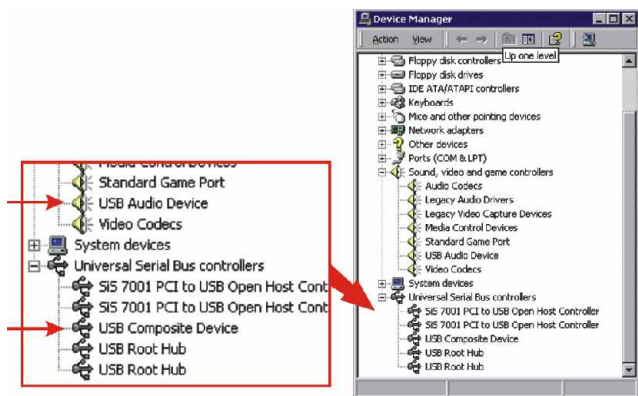 Media Control Devices
Standard Game Port
USB Audio Device
Video Codecs
System devices
Universal Serial Bus controllers
SiS 7001 PCI to USB Open Host Cont
SiS 7001 PCI to USB Open Host Cont
USB Composite Device
USB Root Hub
USB Root Hub
Device Manager
Action View
Up one level
Floppy disk controllers
Floppy disk drives
IDE ATA/ATAPI controllers
Keyboards
Mice and other pointing devices
Network adapters
Other devices
Ports (COM & LPT)
Sound, video and game controllers
Audio Codecs
Legacy Audio Drivers
Legacy Video Capture Devices
Media Control Devices
Standard Game Port
USB Audio Device
Video Codecs
System devices
Universal Serial Bus controllers
SiS 7001 PCI to USB Open Host Controller
SiS 7001 PCI to USB Open Host Controller
USB Composite Device
USB Root Hub
USB Root Hub